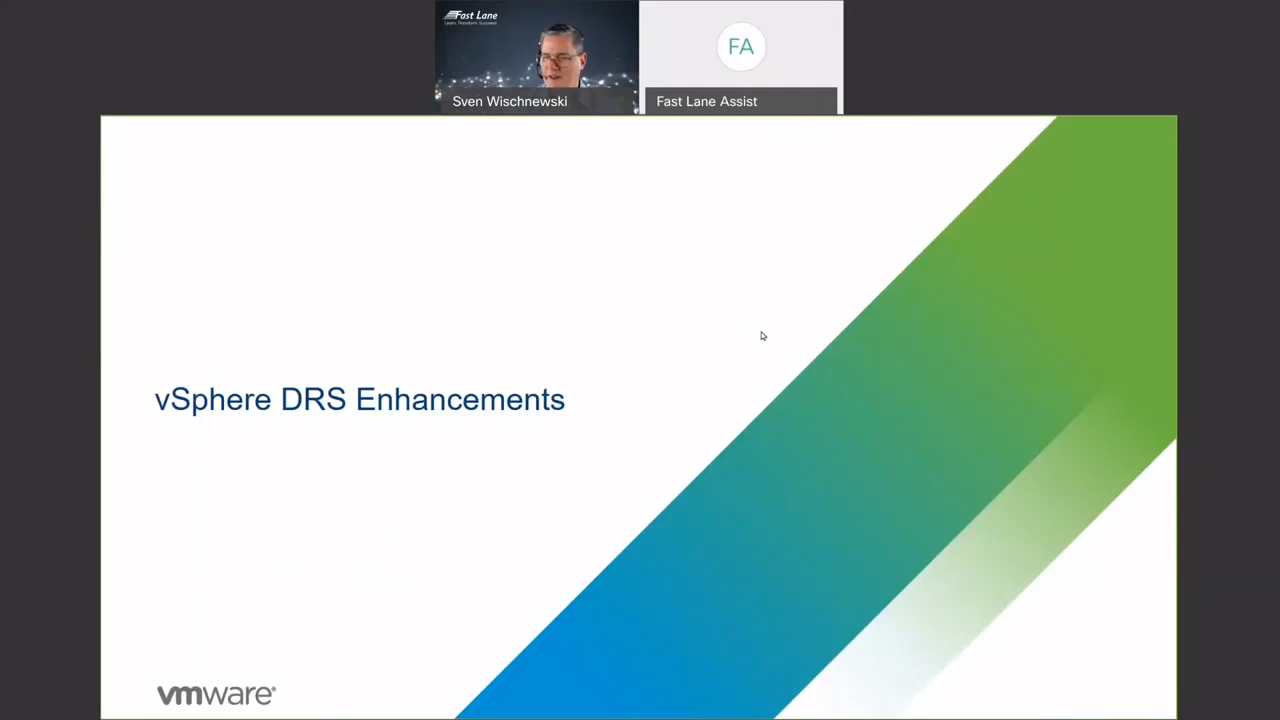 Fast Lane
Sven Wischnewski
FA
Fast Lane Assist
vSphere DRS Enhancements
vmware®